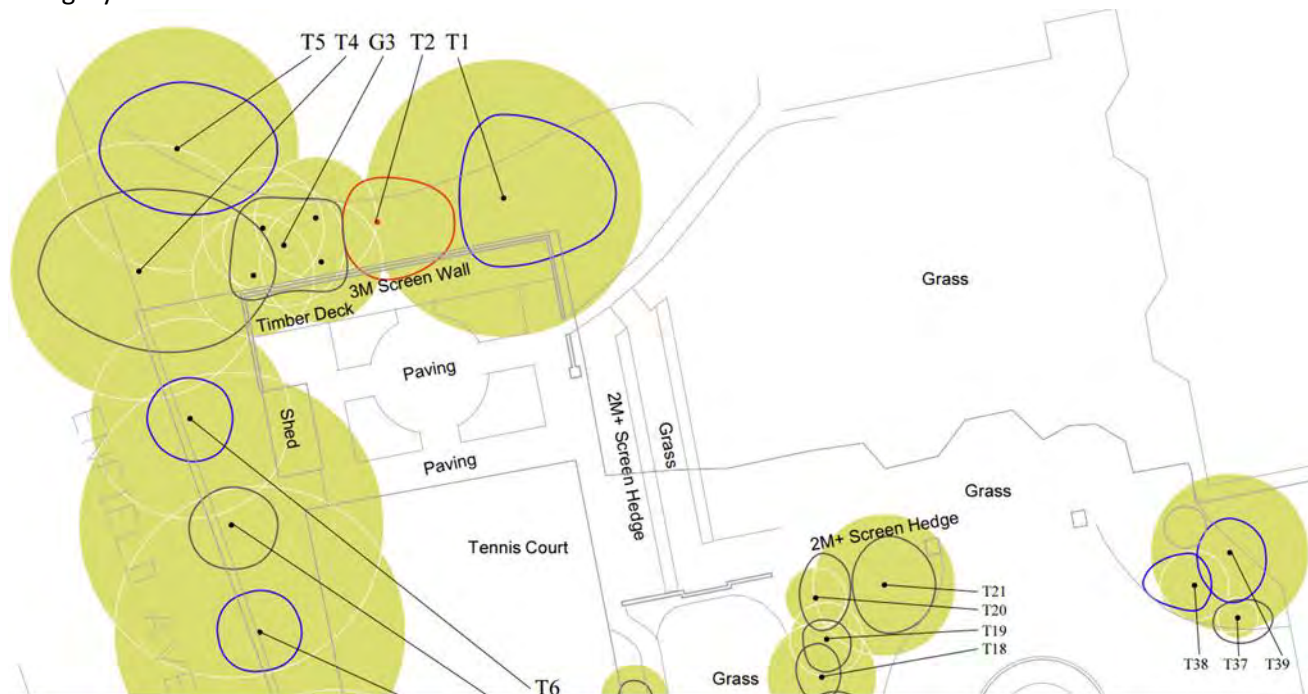 T5 T4 G3 T2 T1
3M Screen Wall
Timber Deck
Grass
Paving
Shed
2M+ Screen Hedge
Grass
Paving
Grass
2M+ Screen Hedge
Tennis Court
T21
T20
T19
T18
T38 T37 T39
Grass
T6